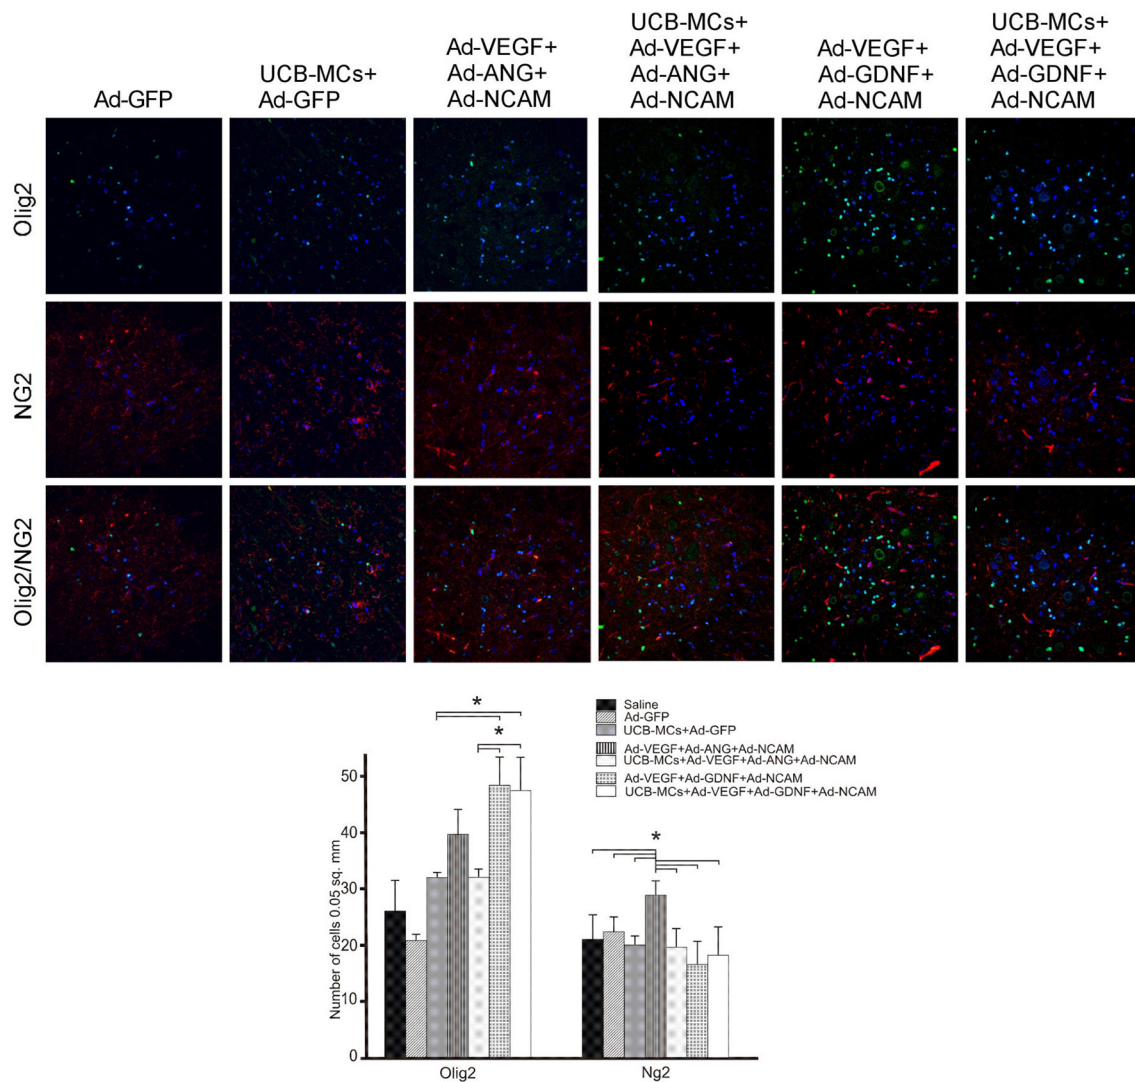 Ad-GFP
UCB-MCs+
Ad-GFP
Ad-VEGF+
Ad-ANG+
Ad-NCAM
UCB-MCs+
Ad-VEGF+
Ad-ANG+
Ad-NCAM
Ad-VEGF+
Ad-GDNF+
Ad-NCAM
UCB-MCs+
Ad-VEGF+
Ad-GDNF+
Ad-NCAM
Olig2
NG2
Olig2/NG2
Saline
Ad-GFP
UCB-MCs+Ad-GFP
Ad-VEGF+Ad-ANG+Ad-NCAM
UCB-MCs+Ad-VEGF+Ad-ANG+Ad-NCAM
Ad-VEGF+Ad-GDNF+Ad-NCAM
UCB-MCs+Ad-VEGF+Ad-GDNF+Ad-NCAM
*
*
*
Number of cells 0.05 sq. mm
50
40
30
20
10
0
Olig2
Ng2